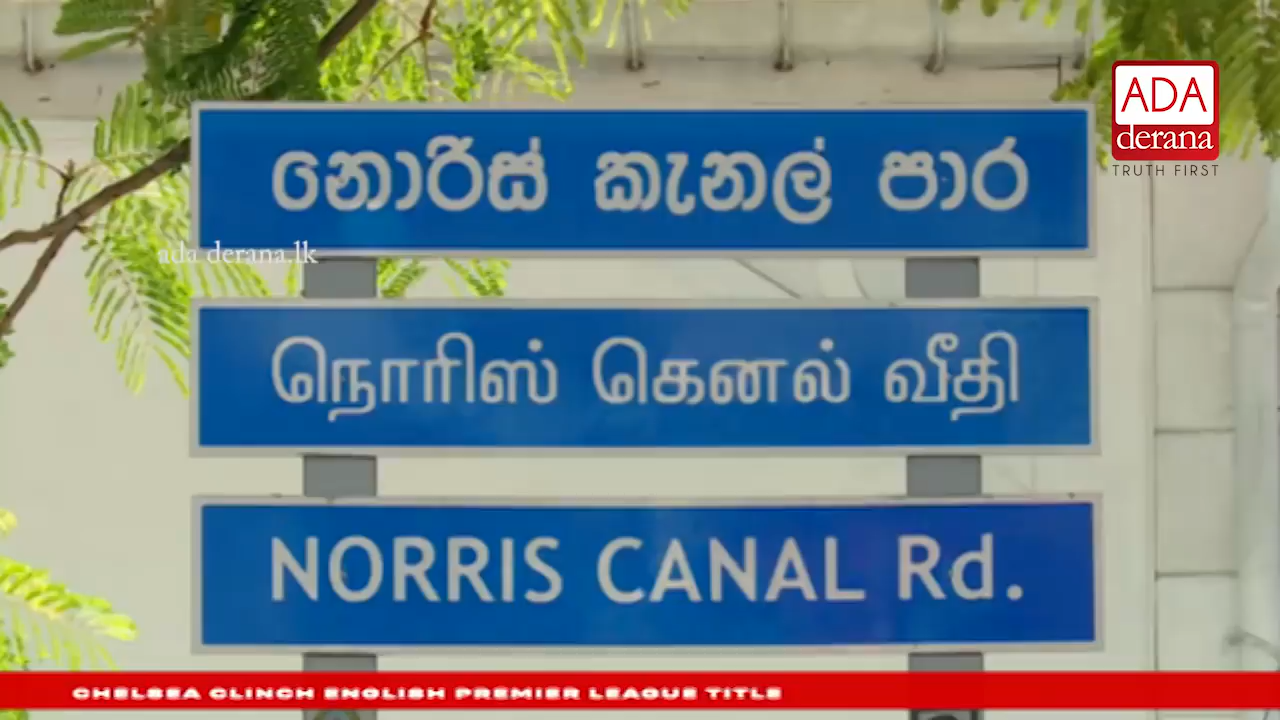 ADA
derana
TRUTH FIRST
නොරිස් කැනල් පාර
ada derana.lk
நொரிஸ் கெனல் வீதி
NORRIS CANAL Rd.
CHELSEA CLINCH ENGLISH PREMIER LEAGUE TITLE